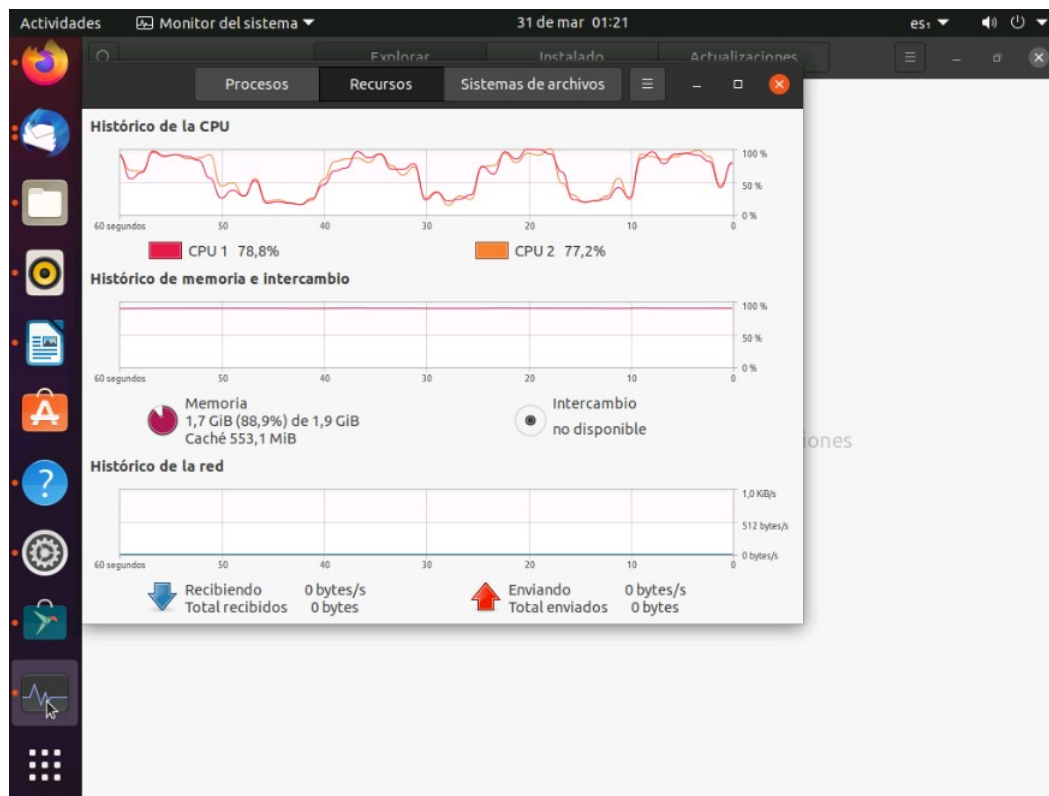 Actividades Monitor del sistema 31 de mar 01:21 es₁
Explorar Instalado Actualizaciones
Procesos Recursos Sistemas de archivos
Histórico de la CPU
100 %
50 %
0 %
60 segundos 50 40 30 20 10 0
CPU 1 78,8% CPU 2 77,2%
Histórico de memoria e intercambio
100 %
50 %
0 %
60 segundos 50 40 30 20 10 0
Memoria
1,7 GiB (88,9%) de 1,9 GiB
Caché 553,1 MiB
Intercambio
no disponible
iones
Histórico de la red
1,0 KiB/s
512 bytes/s
0 bytes/s
60 segundos 50 40 30 20 10 0
Recibiendo 0 bytes/s
Total recibidos 0 bytes
Enviando 0 bytes/s
Total enviados 0 bytes